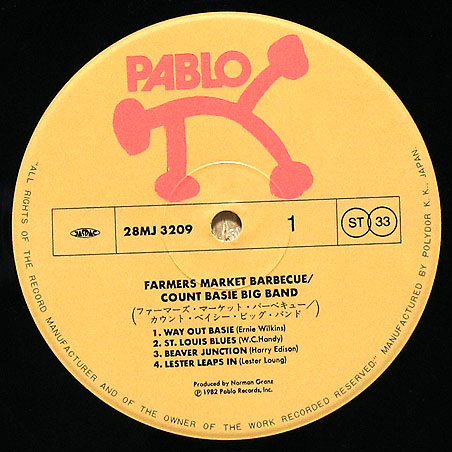 PABLO
JASRAC
28MJ 3209
1
ST 33
FARMERS MARKET BARBECUE/
COUNT BASIE BIG BAND
(ファーマーズ・マーケット・バーベキュー/
カウント・ベイシー・ビッグ・バンド)
1. WAY OUT BASIE (Ernie Wilkins)
2. ST. LOUIS BLUES (W.C.Handy)
3. BEAVER JUNCTION (Harry Edison)
4. LESTER LEAPS IN (Lester Loung)
Produced by Norman Granz
Ⓟ1982 Pablo Records, Inc.
"ALL RIGHTS OF THE RECORD MANUFACTURER AND OF THE OWNER OF THE WORK RECORDED RESERVED." MANUFACTURED BY POLYDOR K. K., JAPAN.